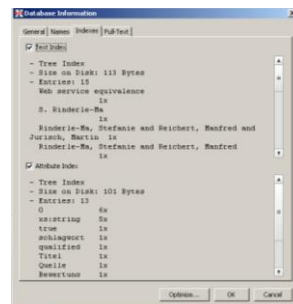 Database Information
General Names Indexes Full-Text
Text Index
- Tree Index
- Size on Disk: 113 Bytes
- Entries: 15
Web service equivalence
1x
S. Rinderle-Ma
1x
Rinderle-Ma, Stefanie and Reichert, Manfred and
Jurisch, Martin 1x
Rinderle-Ma, Stefanie and Reichert, Manfred
1x
Attribute Index
- Tree Index
- Size on Disk: 101 Bytes
- Entries: 13
0 6x
xs:string 5x
true 1x
schlagwort 1x
qualified 1x
Titel 1x
Quelle 1x
Bewertung 1x
Optimize... OK Cancel